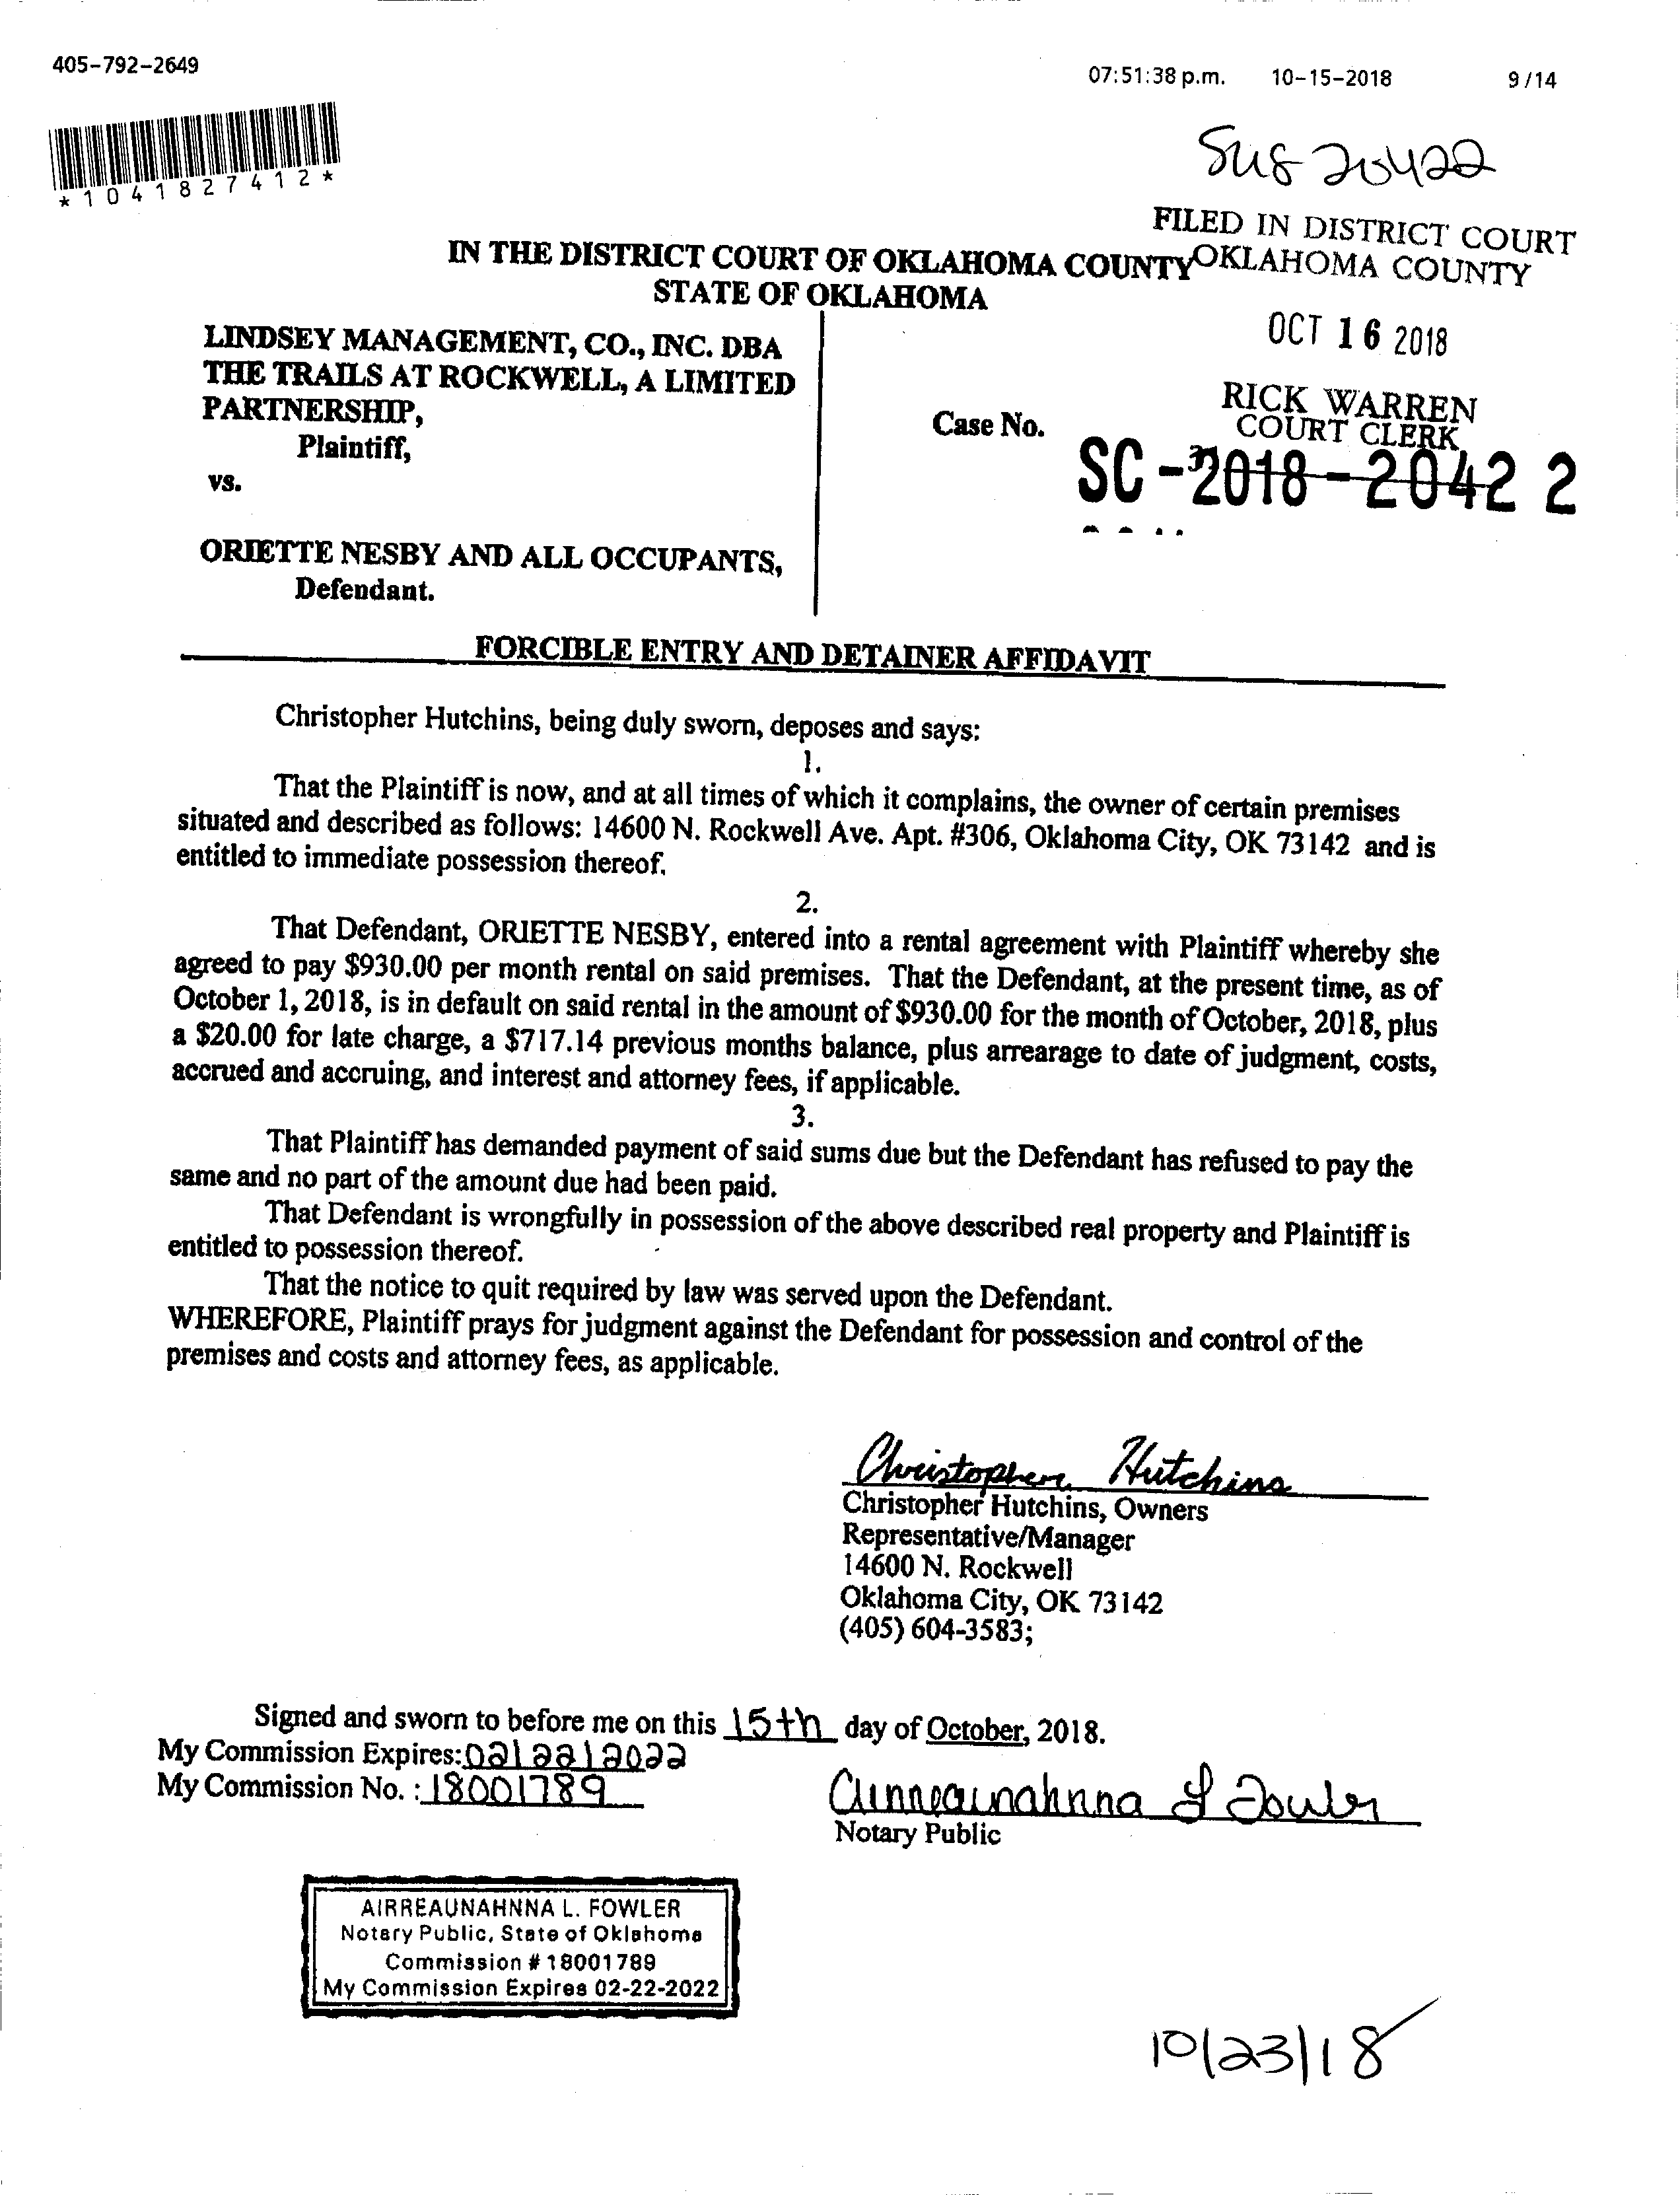 405-792-2649
07:51:38 p.m. 10-15-2018 9/14
*1041827412*
20422
FILED IN DISTRICT COURT
OKLAHOMA COUNTY
IN THE DISTRICT COURT OF OKLAHOMA COUNTY
STATE OF OKLAHOMA
OCT 16 2018
RICK WARREN
COURT CLERK
LINDSEY MANAGEMENT, CO., INC. DBA
THE TRAILS AT ROCKWELL, A LIMITED
PARTNERSHIP,
Plaintiff,
vs.
Case No.
SC-2018-20422
ORIETTE NESBY AND ALL OCCUPANTS,
Defendant.
FORCIBLE ENTRY AND DETAINER AFFIDAVIT
Christopher Hutchins, being duly sworn, deposes and says:
1.
That the Plaintiff is now, and at all times of which it complains, the owner of certain premises
situated and described as follows: 14600 N. Rockwell Ave. Apt. #306, Oklahoma City, OK 73142 and is
entitled to immediate possession thereof.
2.
That Defendant, ORIETTE NESBY, entered into a rental agreement with Plaintiff whereby she
agreed to pay $930.00 per month rental on said premises. That the Defendant, at the present time, as of
October 1, 2018, is in default on said rental in the amount of $930.00 for the month of October, 2018, plus
a $20.00 for late charge, a $717.14 previous months balance, plus arrearage to date of judgment, costs,
accrued and accruing, and interest and attorney fees, if applicable.
3.
That Plaintiff has demanded payment of said sums due but the Defendant has refused to pay the
same and no part of the amount due had been paid.
That Defendant is wrongfully in possession of the above described real property and Plaintiff is
entitled to possession thereof.
That the notice to quit required by law was served upon the Defendant.
WHEREFORE, Plaintiff prays for judgment against the Defendant for possession and control of the
premises and costs and attorney fees, as applicable.
Christopher Hutchins
Christopher Hutchins, Owners
Representative/Manager
14600 N. Rockwell
Oklahoma City, OK 73142
(405) 604-3583;
Signed and sworn to before me on this 15th day of October, 2018.
My Commission Expires: 02/22/2022
My Commission No. : 18001789
L Fowler
Notary Public
AIRREAUNAHNNA L. FOWLER
Notary Public, State of Oklahoma
Commission # 18001789
My Commission Expires 02-22-2022
10/23/18